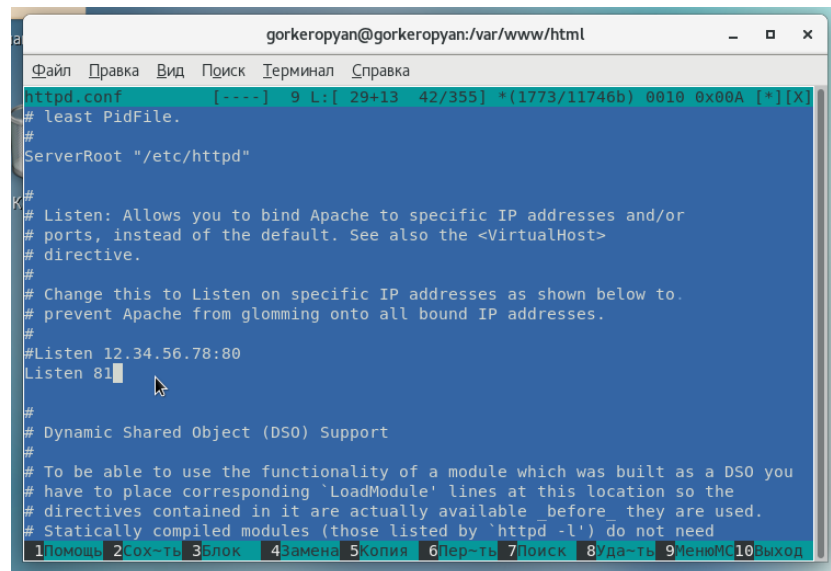 gorkeropyan@gorkeropyan:/var/www/html
Файл Правка Вид Поиск Терминал Справка
httpd.conf [----] 9 L:[ 29+13 42/355] *(1773/11746b) 0010 0x00A [*][X]
# least PidFile.
#
ServerRoot "/etc/httpd"
#
# Listen: Allows you to bind Apache to specific IP addresses and/or
# ports, instead of the default. See also the <VirtualHost>
# directive.
#
# Change this to Listen on specific IP addresses as shown below to.
# prevent Apache from glomming onto all bound IP addresses.
#
#Listen 12.34.56.78:80
Listen 81
#
# Dynamic Shared Object (DSO) Support
#
# To be able to use the functionality of a module which was built as a DSO you
# have to place corresponding `LoadModule' lines at this location so the
# directives contained in it are actually available _before_ they are used.
# Statically compiled modules (those listed by `httpd -l') do not need
1Помощь 2Сох~ть 3Блок 4Замена 5Копия 6Пер~ть 7Поиск 8Уда~ть 9МенюMC 10Выход